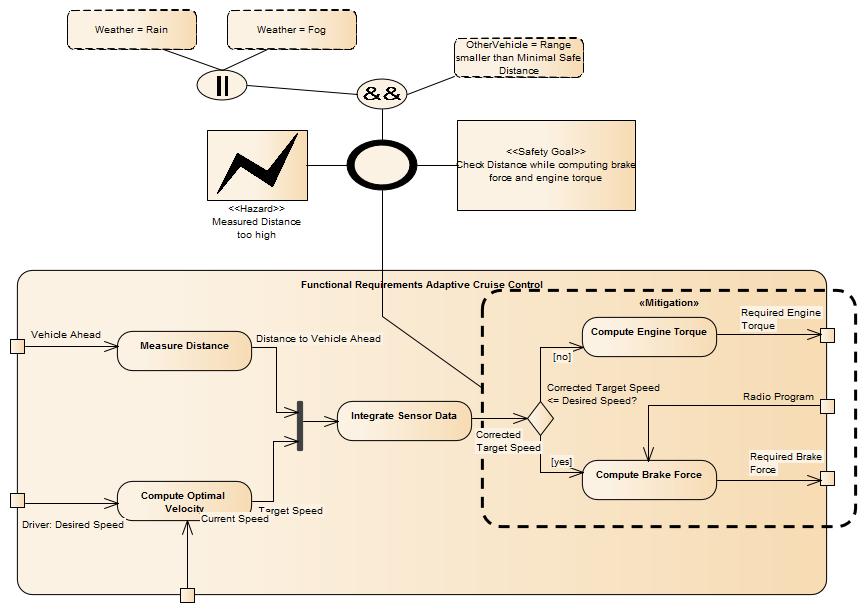 Weather = Rain
Weather = Fog
OtherVehicle = Range
smaller than Minimal Safe
Distance
||
&&
<<Safety Goal>>
Check Distance while computing brake
force and engine torque
<<Hazard>>
Measured Distance
too high
Functional Requirements Adaptive Cruise Control
«Mitigation»
Vehicle Ahead
Measure Distance
Distance to Vehicle Ahead
Compute Engine Torque
Required Engine
Torque
[no]
Corrected Target Speed
<= Desired Speed?
Radio Program
Integrate Sensor Data
Corrected
Target Speed
[yes]
Compute Brake Force
Required Brake
Force
Compute Optimal
Velocity
Driver: Desired Speed
Current Speed
Target Speed